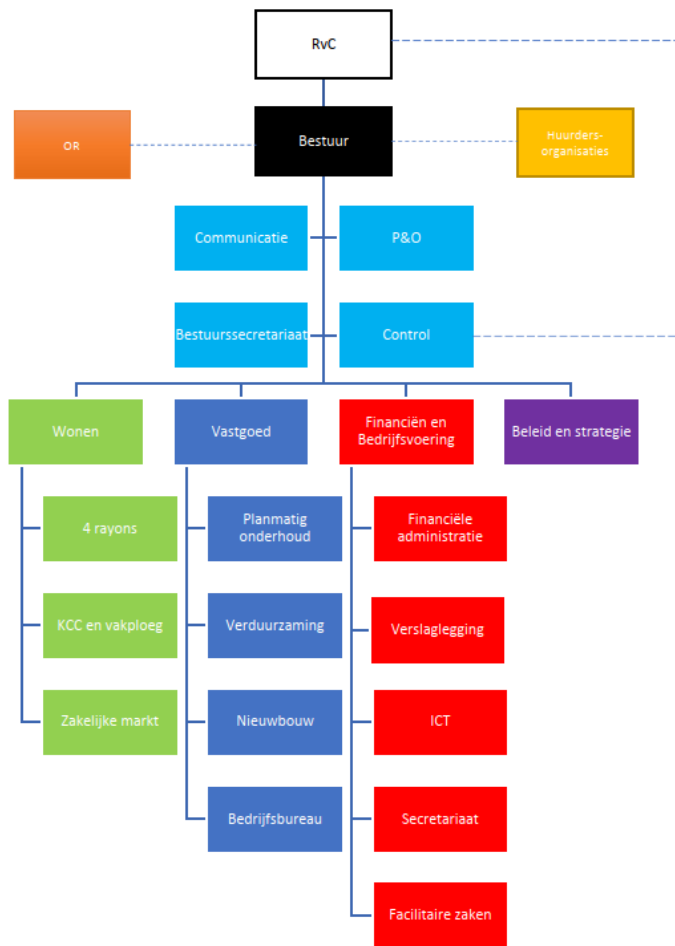 RvC
OR
Bestuur
Huurders-
organisaties
Communicatie
P&O
Bestuurssecretariaat
Control
Wonen
Vastgoed
Financiën en
Bedrijfsvoering
Beleid en strategie
4 rayons
Planmatig
onderhoud
Financiële
administratie
KCC en vakploeg
Verduurzaming
Verslaglegging
Zakelijke markt
Nieuwbouw
ICT
Bedrijfsbureau
Secretariaat
Facilitaire zaken